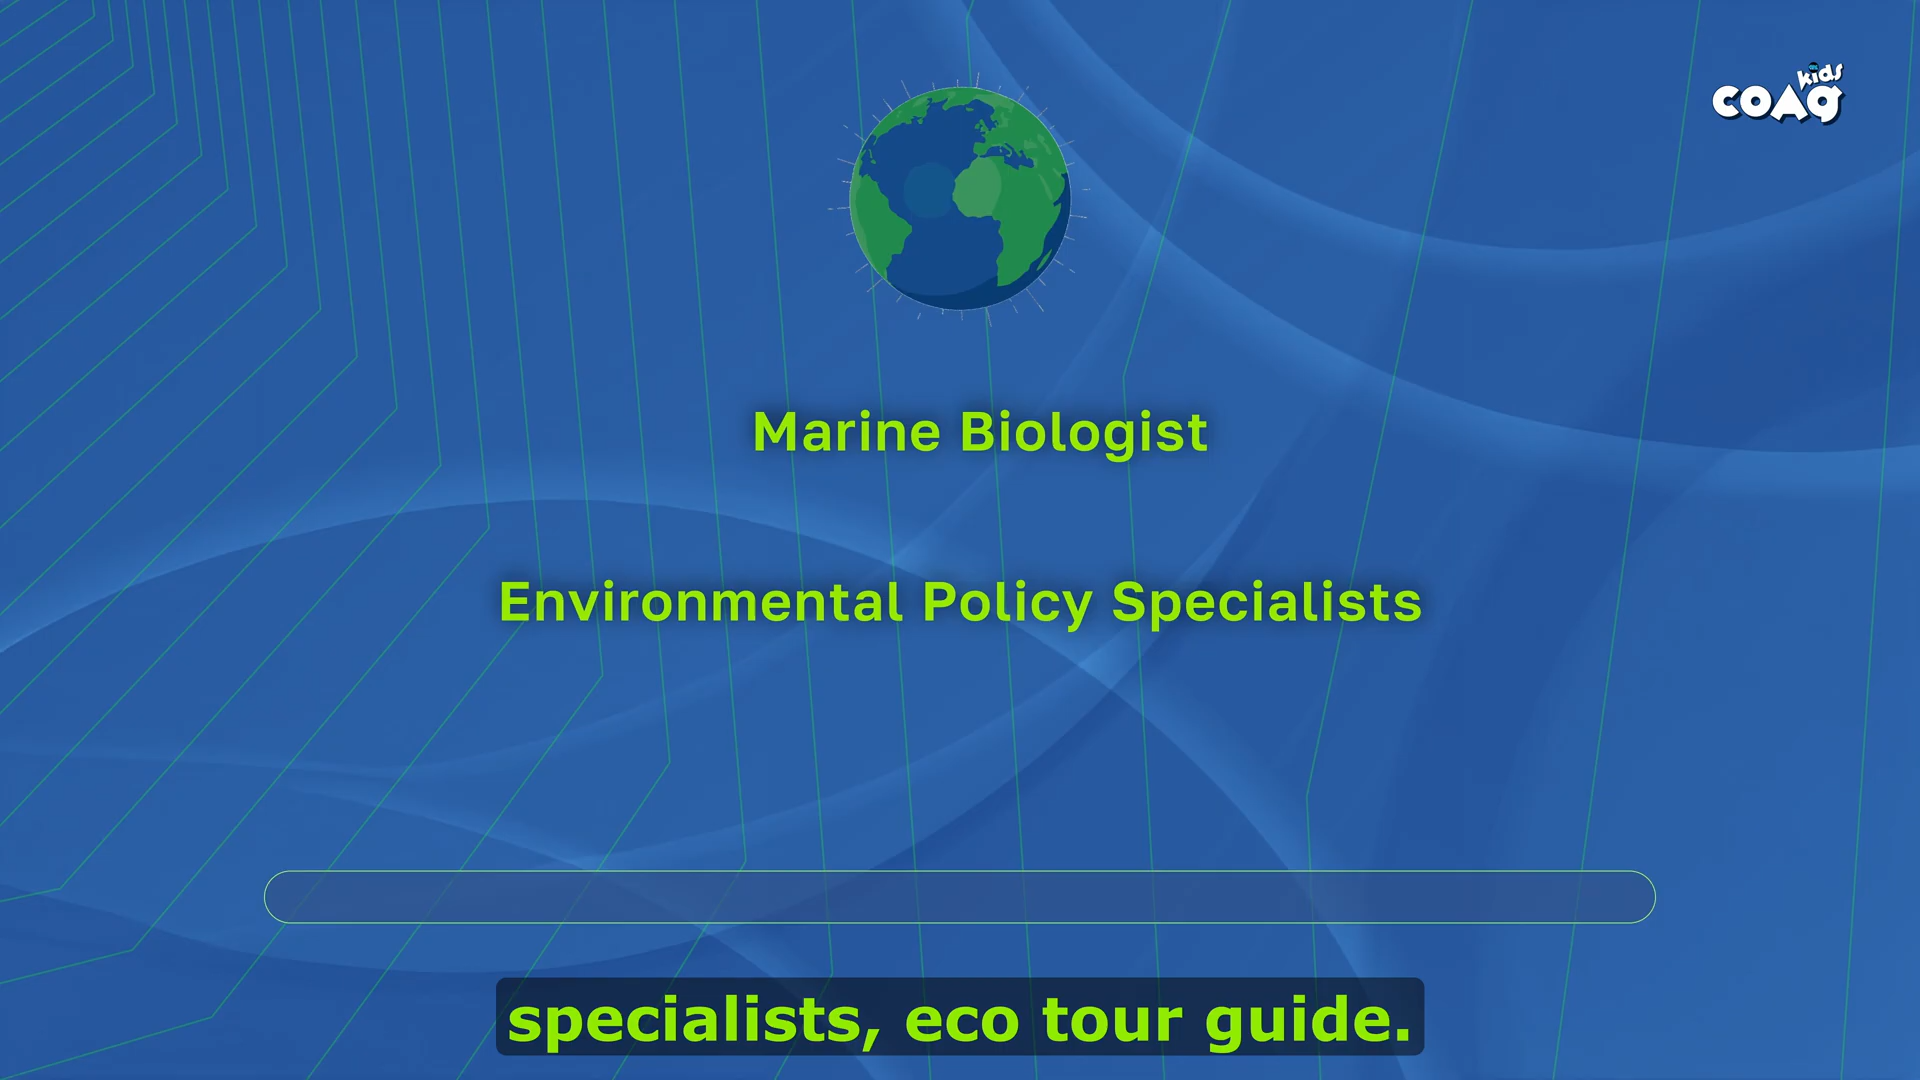 kids
COAg
Marine Biologist
Environmental Policy Specialists
specialists, eco tour guide.